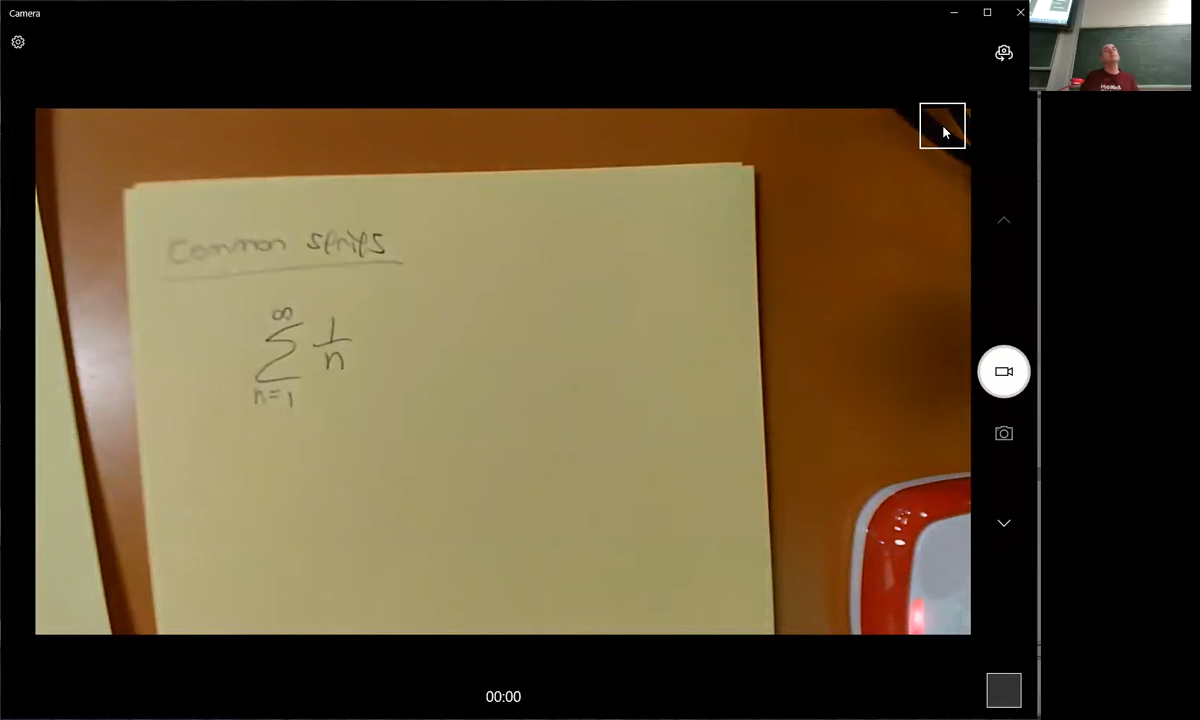 Camera
Common series
∞
∑ 1/n
n=1
00:00